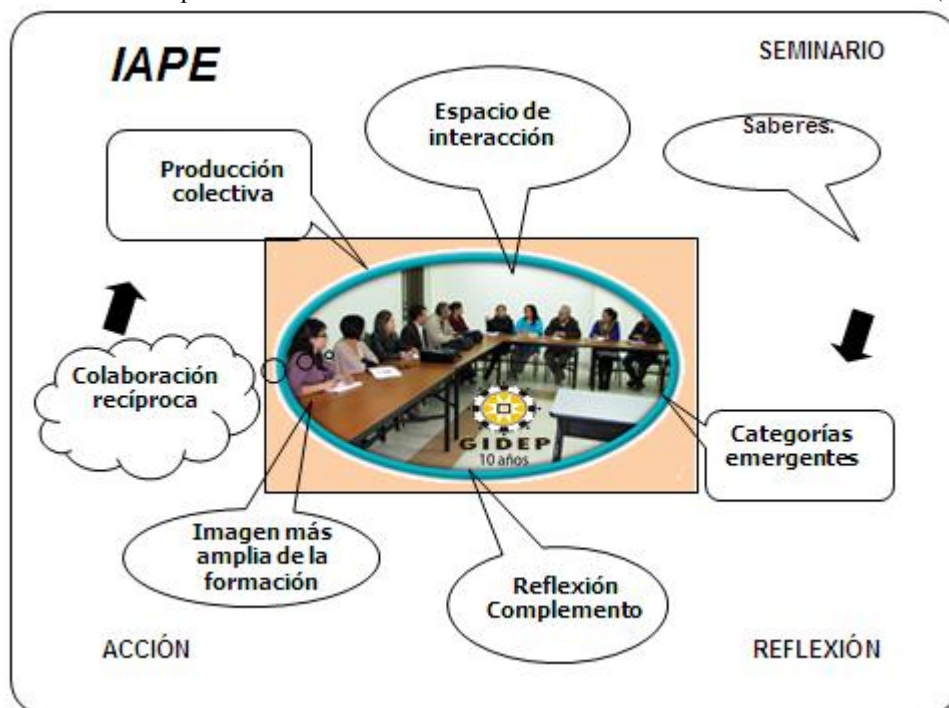 IAPE
SEMINARIO
Espacio de
interacción
Saberes.
Producción
colectiva
Colaboración
recíproca
GIDEP
10 años
Categorías
emergentes
Imagen más
amplia de la
formación
Reflexión
Complemento
ACCIÓN
REFLEXIÓN